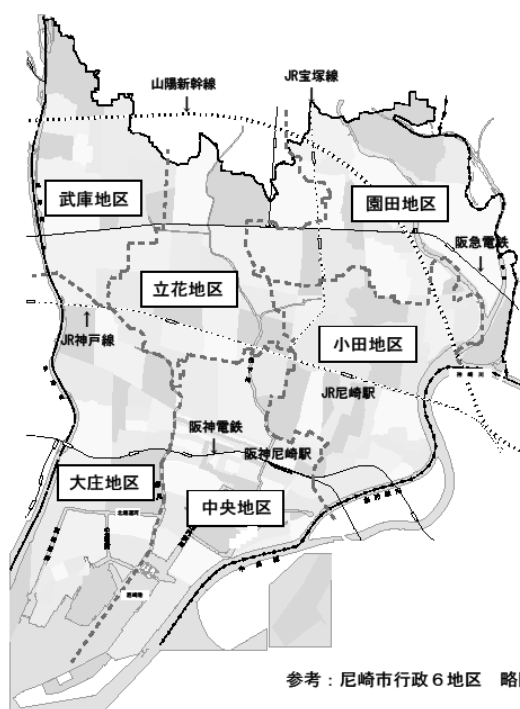 山陽新幹線
JR宝塚線
武庫地区
園田地区
阪急電鉄
立花地区
JR神戸線
小田地区
JR尼崎駅
阪神電鉄
阪神尼崎駅
大庄地区
中央地区
参考：尼崎市行政６地区　略